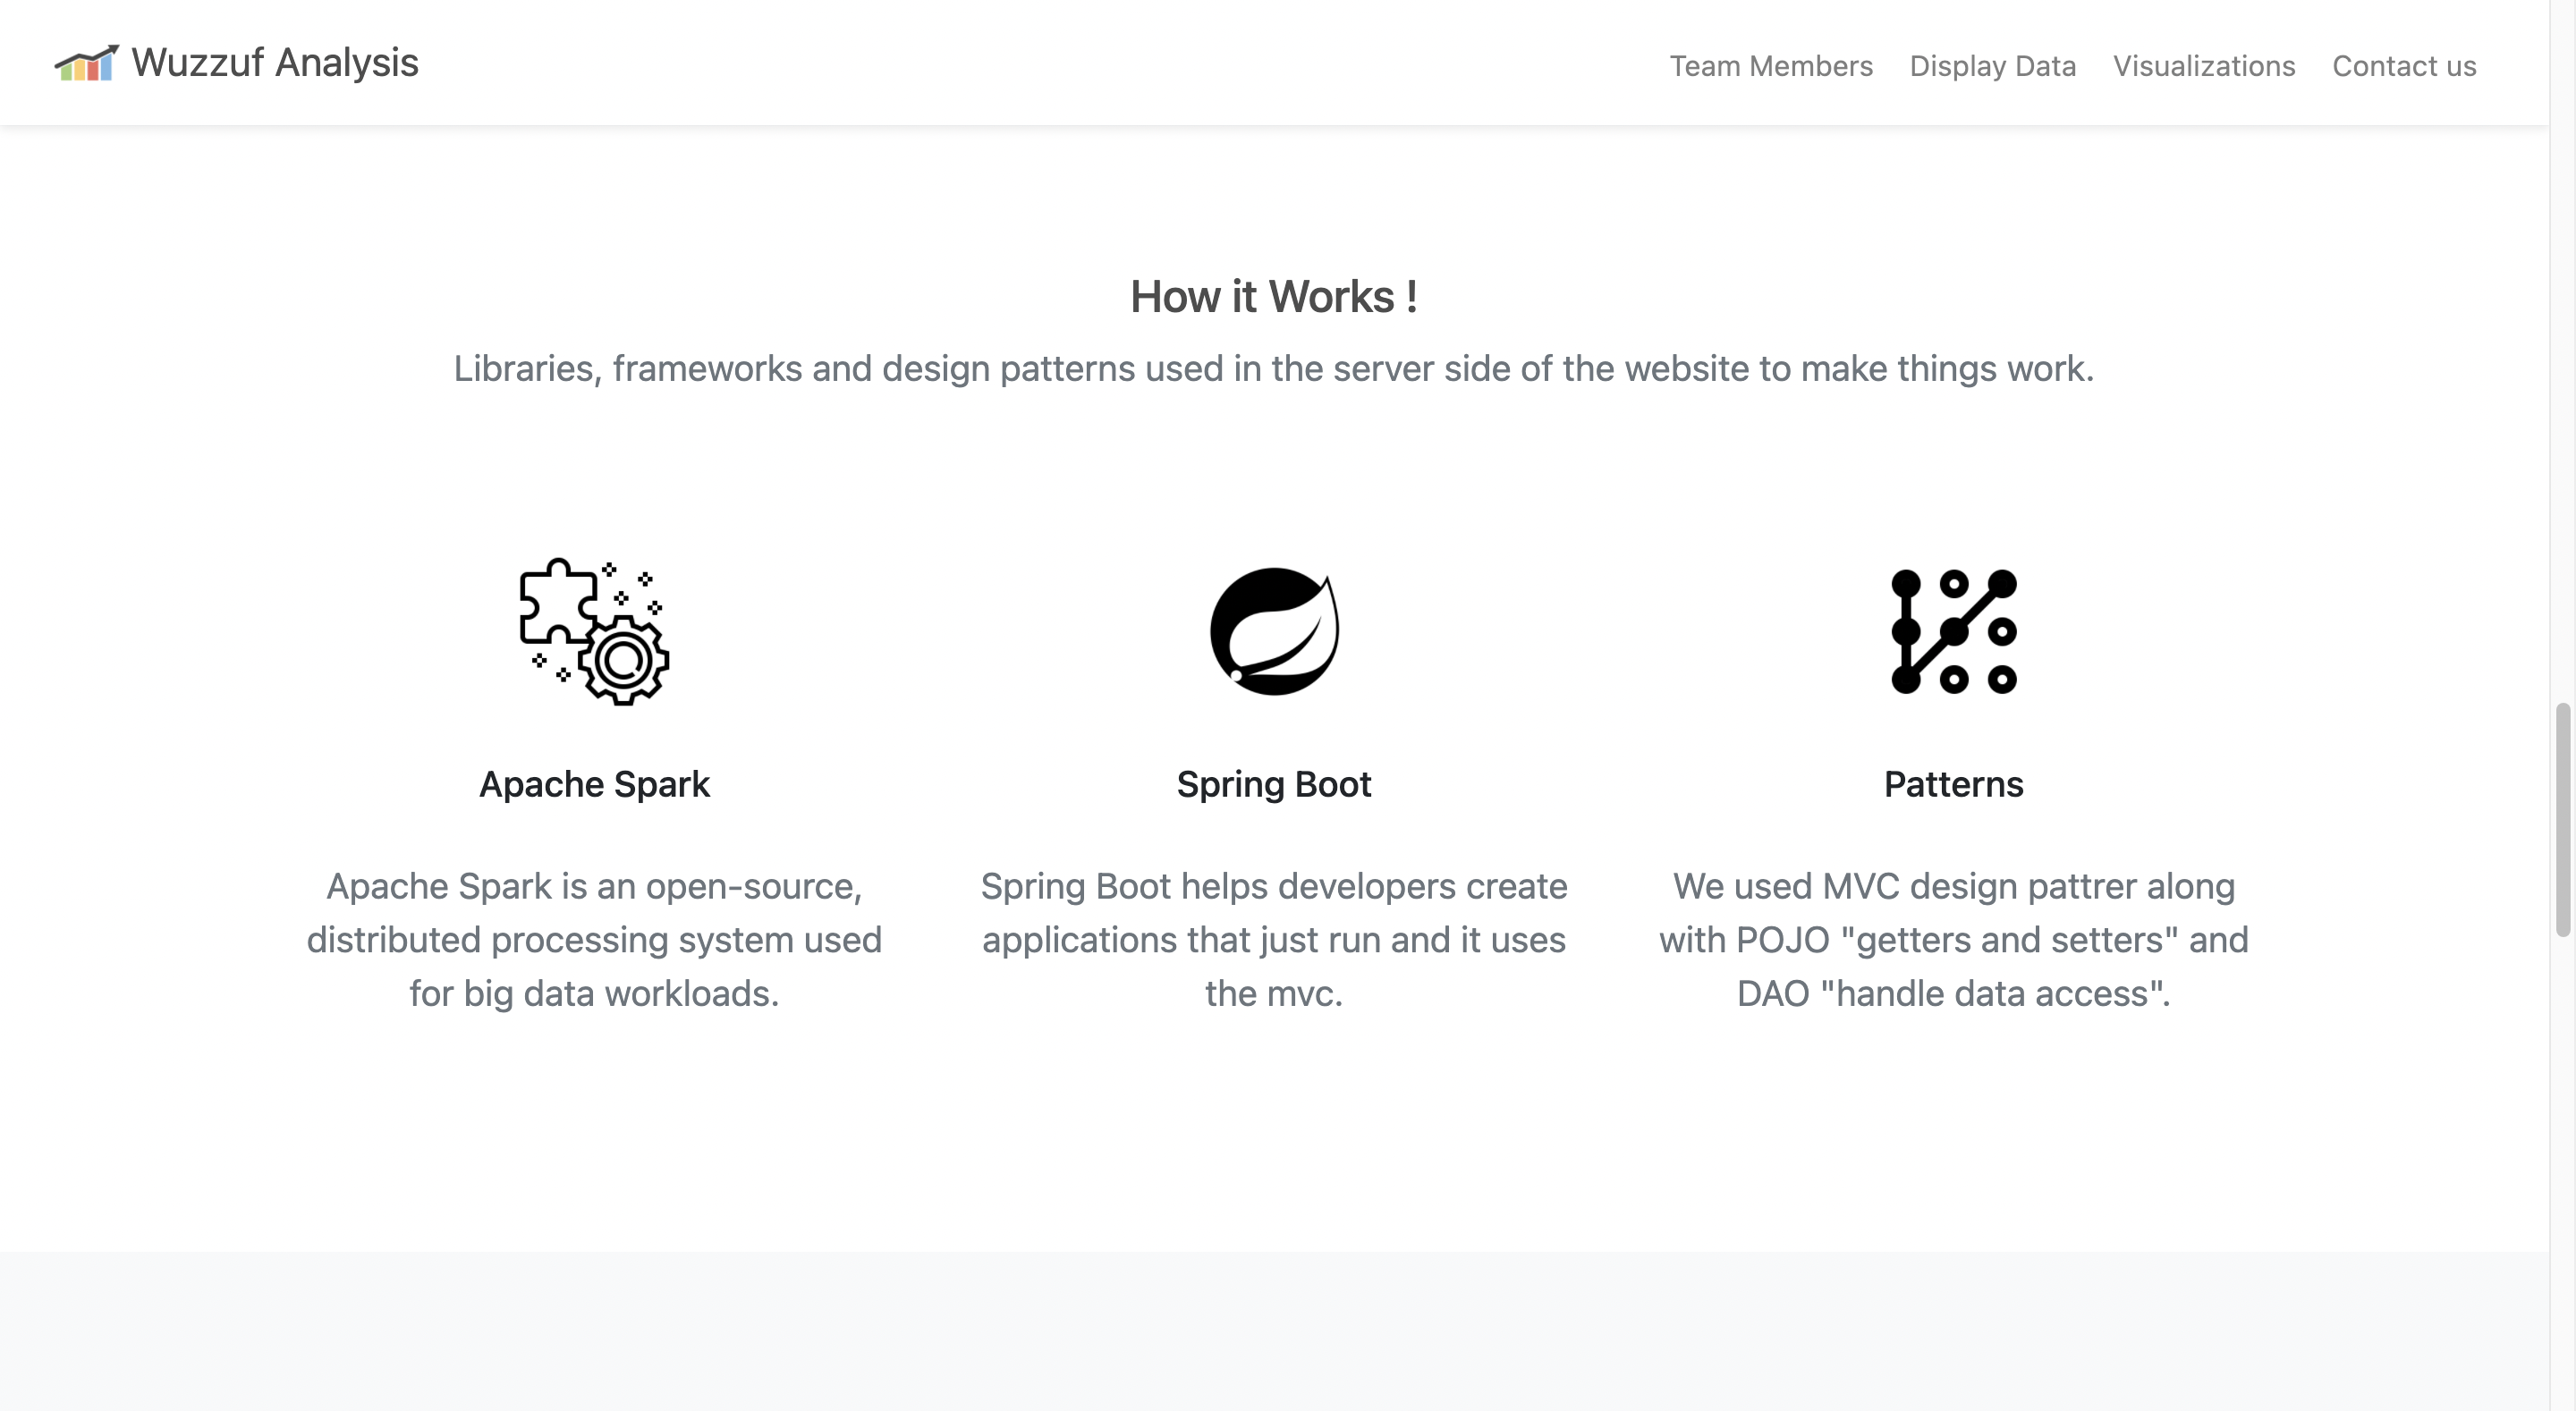 Wuzzuf Analysis
Team Members Display Data Visualizations Contact us
How it Works !
Libraries, frameworks and design patterns used in the server side of the website to make things work.
Apache Spark
Apache Spark is an open-source,
distributed processing system used
for big data workloads.
Spring Boot
Spring Boot helps developers create
applications that just run and it uses
the mvc.
Patterns
We used MVC design pattrer along
with POJO "getters and setters" and
DAO "handle data access".